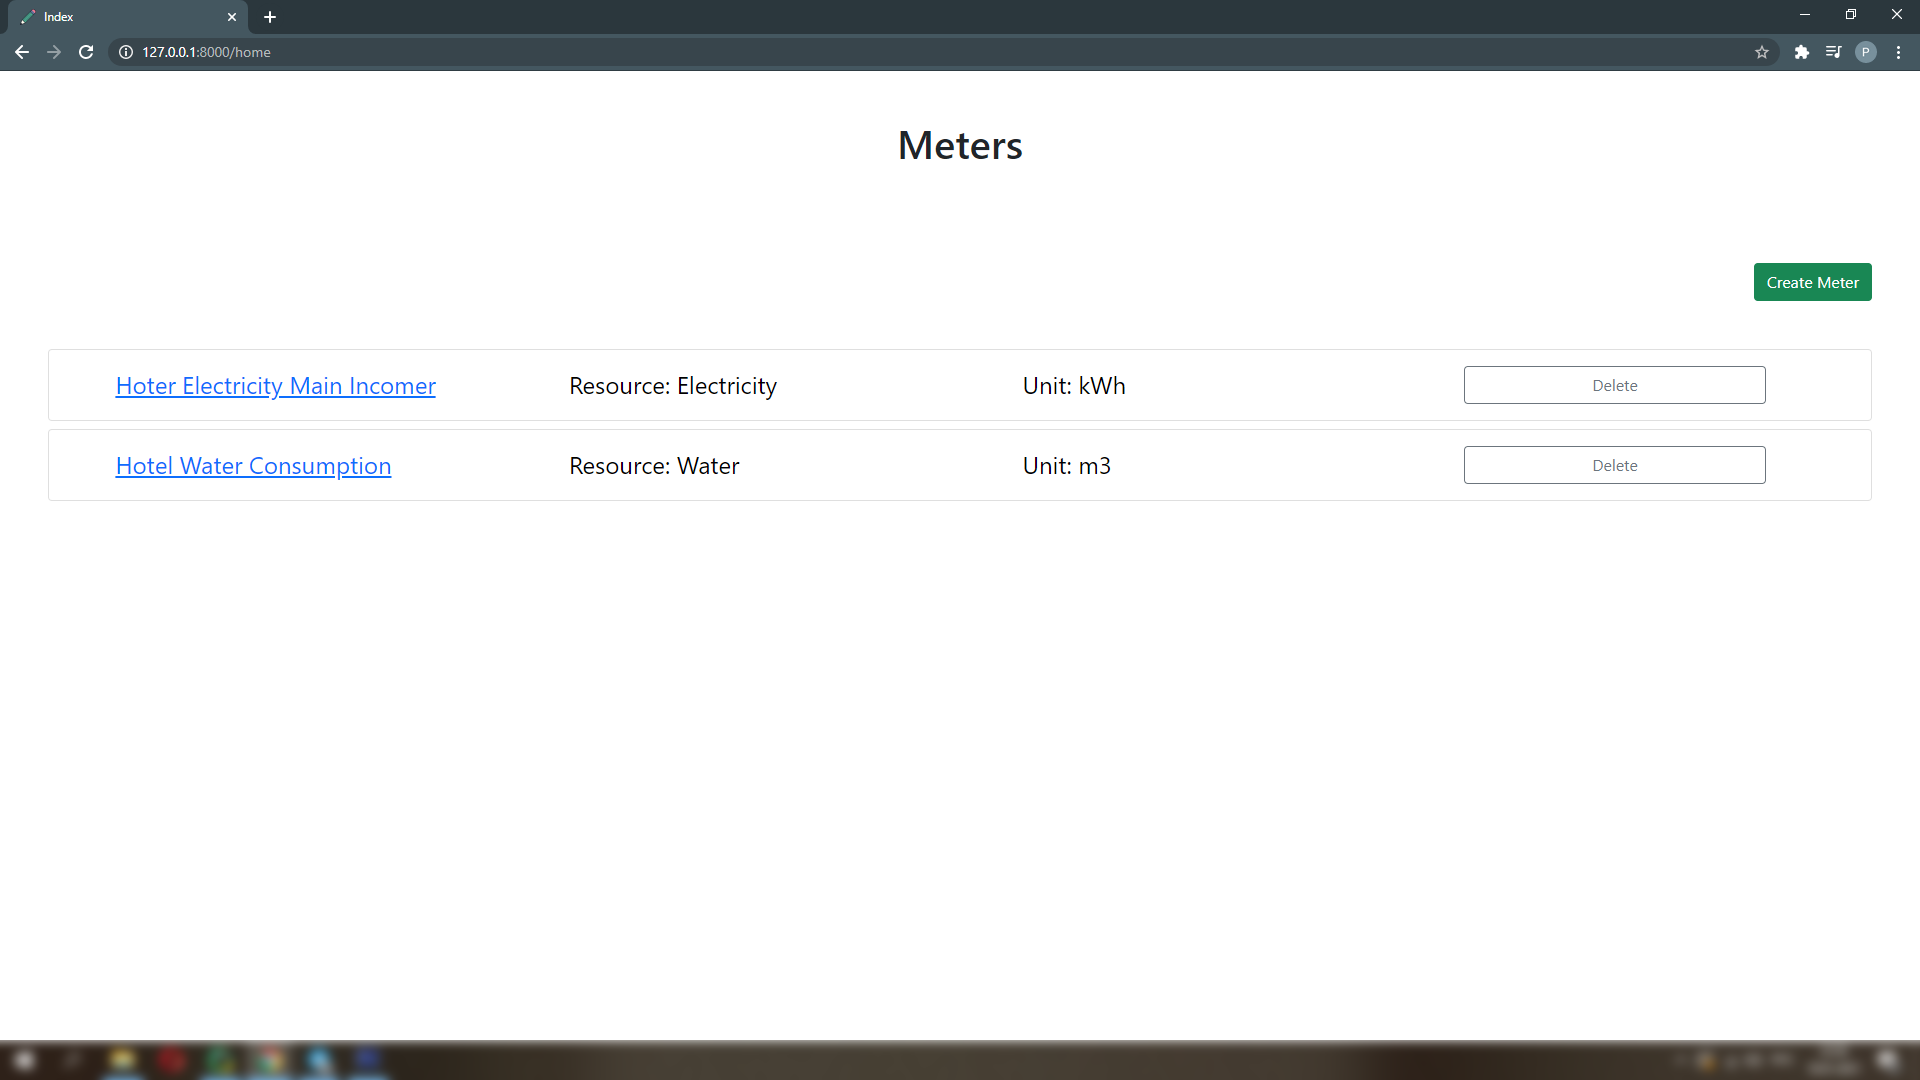 Index
127.0.0.1:8000/home
P
Meters
Create Meter
Hoter Electricity Main Incomer Resource: Electricity Unit: kWh Delete
Hotel Water Consumption Resource: Water Unit: m3 Delete